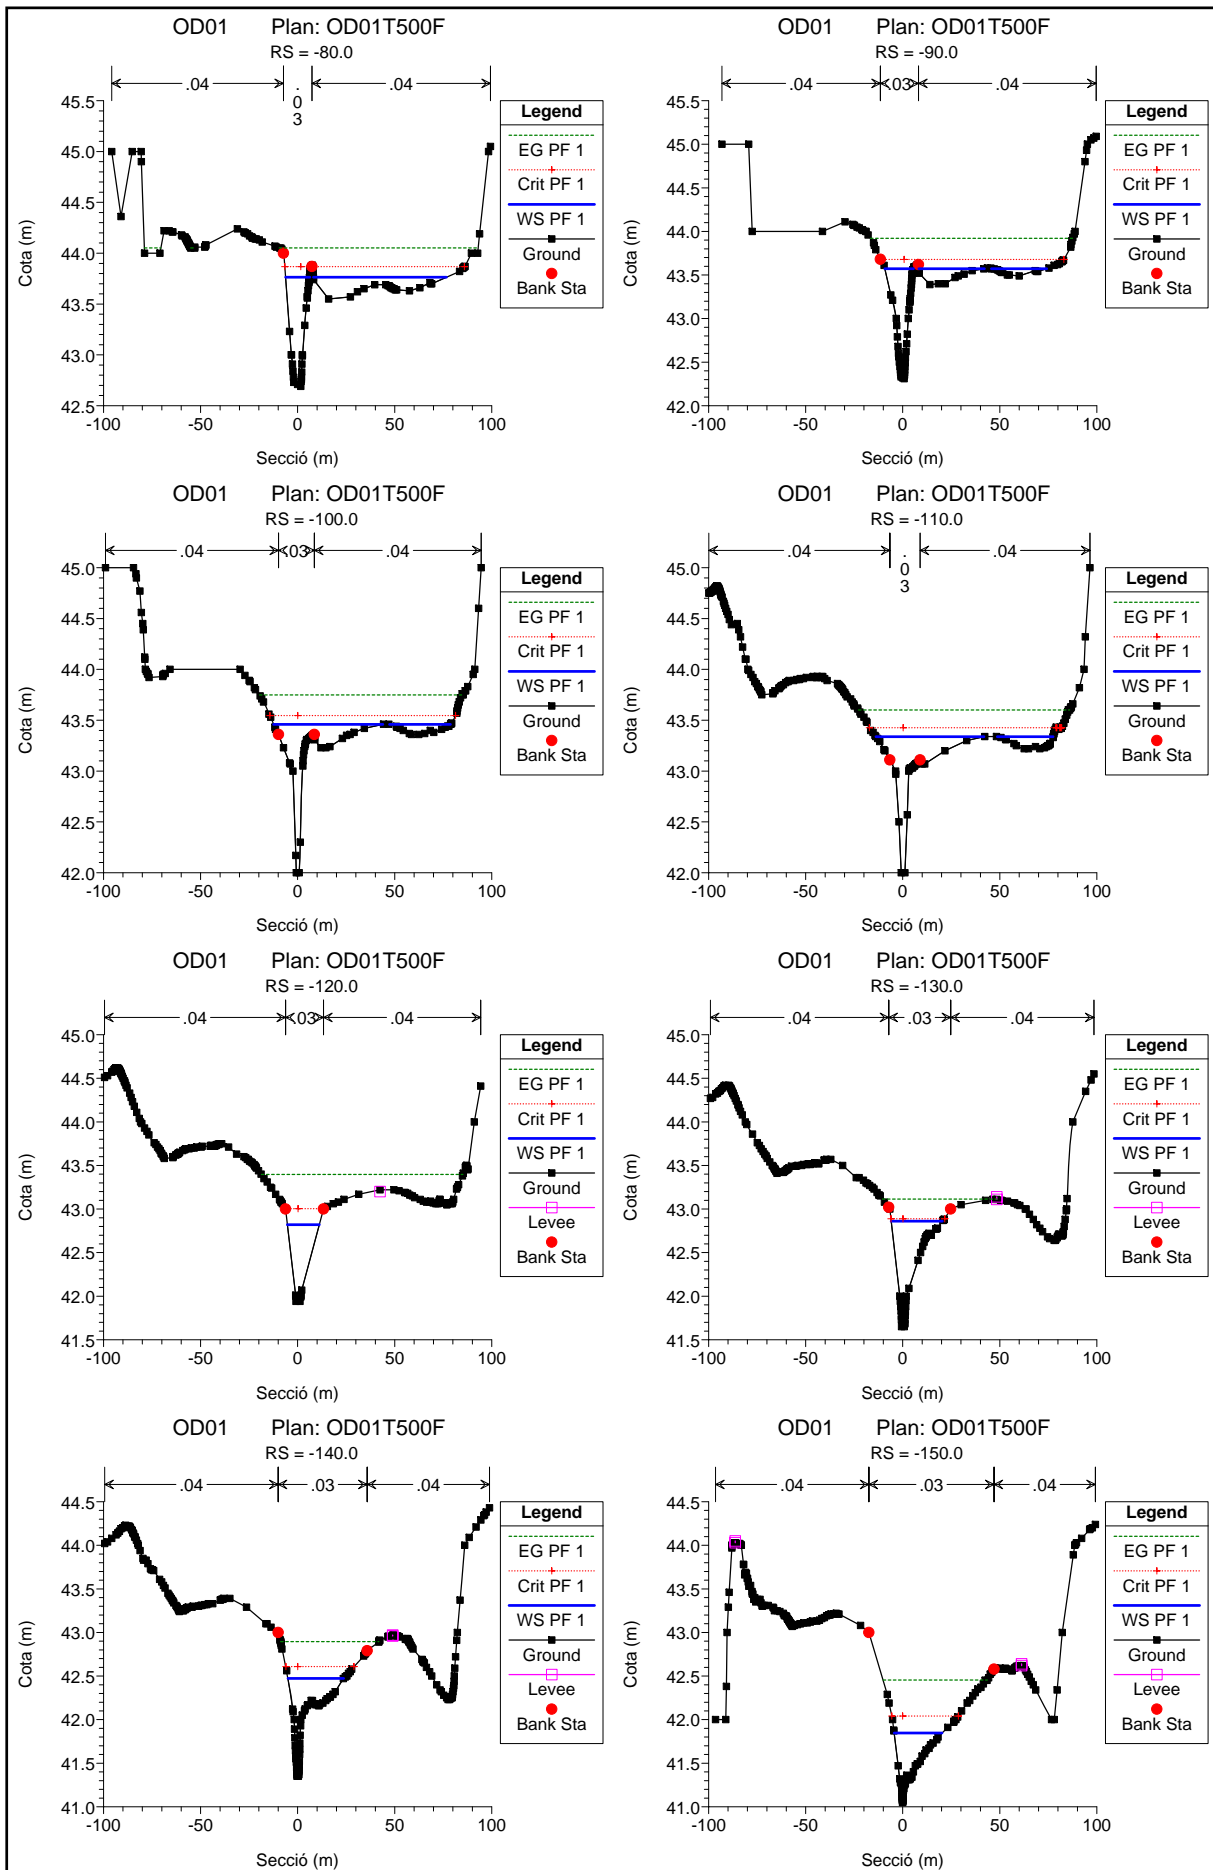 OD01 Plan: OD01T500F
RS = -80.0
.04 .03 .04
45.5
45.0
44.5
44.0
43.5
43.0
42.5
Cota (m)
-100 -50 0 50 100
Secció (m)
Legend
EG PF 1
Crit PF 1
WS PF 1
Ground
Bank Sta
OD01 Plan: OD01T500F
RS = -90.0
.04 .03 .04
45.5
45.0
44.5
44.0
43.5
43.0
42.5
42.0
Cota (m)
-100 -50 0 50 100
Secció (m)
Legend
EG PF 1
Crit PF 1
WS PF 1
Ground
Bank Sta
OD01 Plan: OD01T500F
RS = -100.0
.04 .03 .04
45.0
44.5
44.0
43.5
43.0
42.5
42.0
Cota (m)
-100 -50 0 50 100
Secció (m)
Legend
EG PF 1
Crit PF 1
WS PF 1
Ground
Bank Sta
OD01 Plan: OD01T500F
RS = -110.0
.04 .03 .04
45.0
44.5
44.0
43.5
43.0
42.5
42.0
Cota (m)
-100 -50 0 50 100
Secció (m)
Legend
EG PF 1
Crit PF 1
WS PF 1
Ground
Bank Sta
OD01 Plan: OD01T500F
RS = -120.0
.04 .03 .04
45.0
44.5
44.0
43.5
43.0
42.5
42.0
41.5
Cota (m)
-100 -50 0 50 100
Secció (m)
Legend
EG PF 1
Crit PF 1
WS PF 1
Ground
Levee
Bank Sta
OD01 Plan: OD01T500F
RS = -130.0
.04 .03 .04
45.0
44.5
44.0
43.5
43.0
42.5
42.0
41.5
Cota (m)
-100 -50 0 50 100
Secció (m)
Legend
EG PF 1
Crit PF 1
WS PF 1
Ground
Levee
Bank Sta
OD01 Plan: OD01T500F
RS = -140.0
.04 .03 .04
44.5
44.0
43.5
43.0
42.5
42.0
41.5
41.0
Cota (m)
-100 -50 0 50 100
Secció (m)
Legend
EG PF 1
Crit PF 1
WS PF 1
Ground
Levee
Bank Sta
OD01 Plan: OD01T500F
RS = -150.0
.04 .03 .04
44.5
44.0
43.5
43.0
42.5
42.0
41.5
41.0
Cota (m)
-100 -50 0 50 100
Secció (m)
Legend
EG PF 1
Crit PF 1
WS PF 1
Ground
Levee
Bank Sta